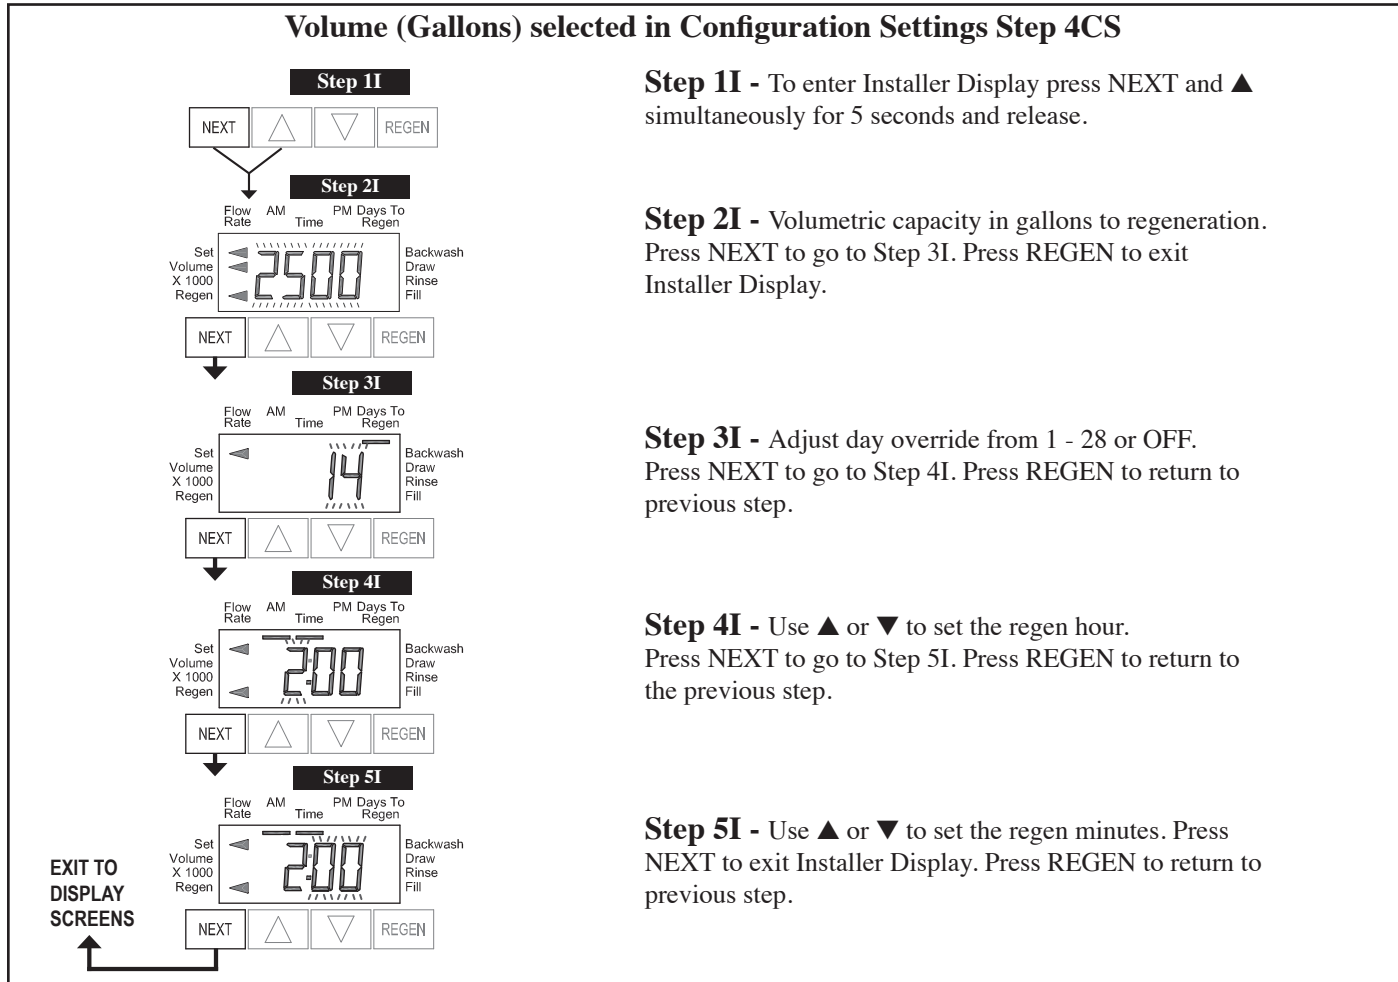 Volume (Gallons) selected in Configuration Settings Step 4CS
Step 1I
NEXT REGEN
Step 1I - To enter Installer Display press NEXT and ▲
simultaneously for 5 seconds and release.
Step 2I
Flow Rate AM Time PM Days To Regen
Set
Volume
X 1000
Regen
2500
Backwash
Draw
Rinse
Fill
NEXT REGEN
Step 2I - Volumetric capacity in gallons to regeneration.
Press NEXT to go to Step 3I. Press REGEN to exit
Installer Display.
Step 3I
Flow Rate AM Time PM Days To Regen
Set
Volume
X 1000
Regen
14
Backwash
Draw
Rinse
Fill
NEXT REGEN
Step 3I - Adjust day override from 1 - 28 or OFF.
Press NEXT to go to Step 4I. Press REGEN to return to
previous step.
Step 4I
Flow Rate AM Time PM Days To Regen
Set
Volume
X 1000
Regen
2:00
Backwash
Draw
Rinse
Fill
NEXT REGEN
Step 4I - Use ▲ or ▼ to set the regen hour.
Press NEXT to go to Step 5I. Press REGEN to return to
the previous step.
Step 5I
Flow Rate AM Time PM Days To Regen
Set
Volume
X 1000
Regen
2:00
Backwash
Draw
Rinse
Fill
NEXT REGEN
EXIT TO
DISPLAY
SCREENS
Step 5I - Use ▲ or ▼ to set the regen minutes. Press
NEXT to exit Installer Display. Press REGEN to return to
previous step.